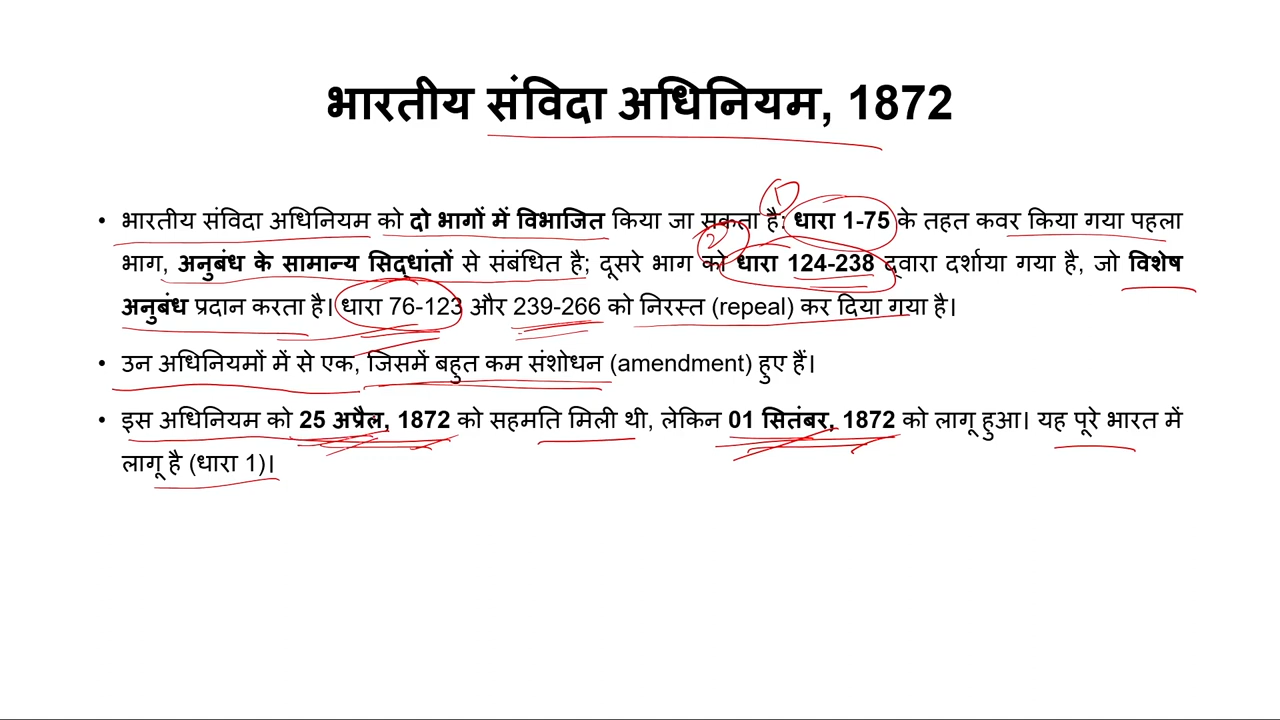 भारतीय संविदा अधिनियम, 1872
1
• भारतीय संविदा अधिनियम को दो भागों में विभाजित किया जा सकता है: धारा 1-75 के तहत कवर किया गया पहला
2
भाग, अनुबंध के सामान्य सिद्धांतों से संबंधित है; दूसरे भाग को धारा 124-238 द्वारा दर्शाया गया है, जो विशेष
अनुबंध प्रदान करता है। धारा 76-123 और 239-266 को निरस्त (repeal) कर दिया गया है।
• उन अधिनियमों में से एक, जिसमें बहुत कम संशोधन (amendment) हुए हैं।
• इस अधिनियम को 25 अप्रैल, 1872 को सहमति मिली थी, लेकिन 01 सितंबर, 1872 को लागू हुआ। यह पूरे भारत में
लागू है (धारा 1)।